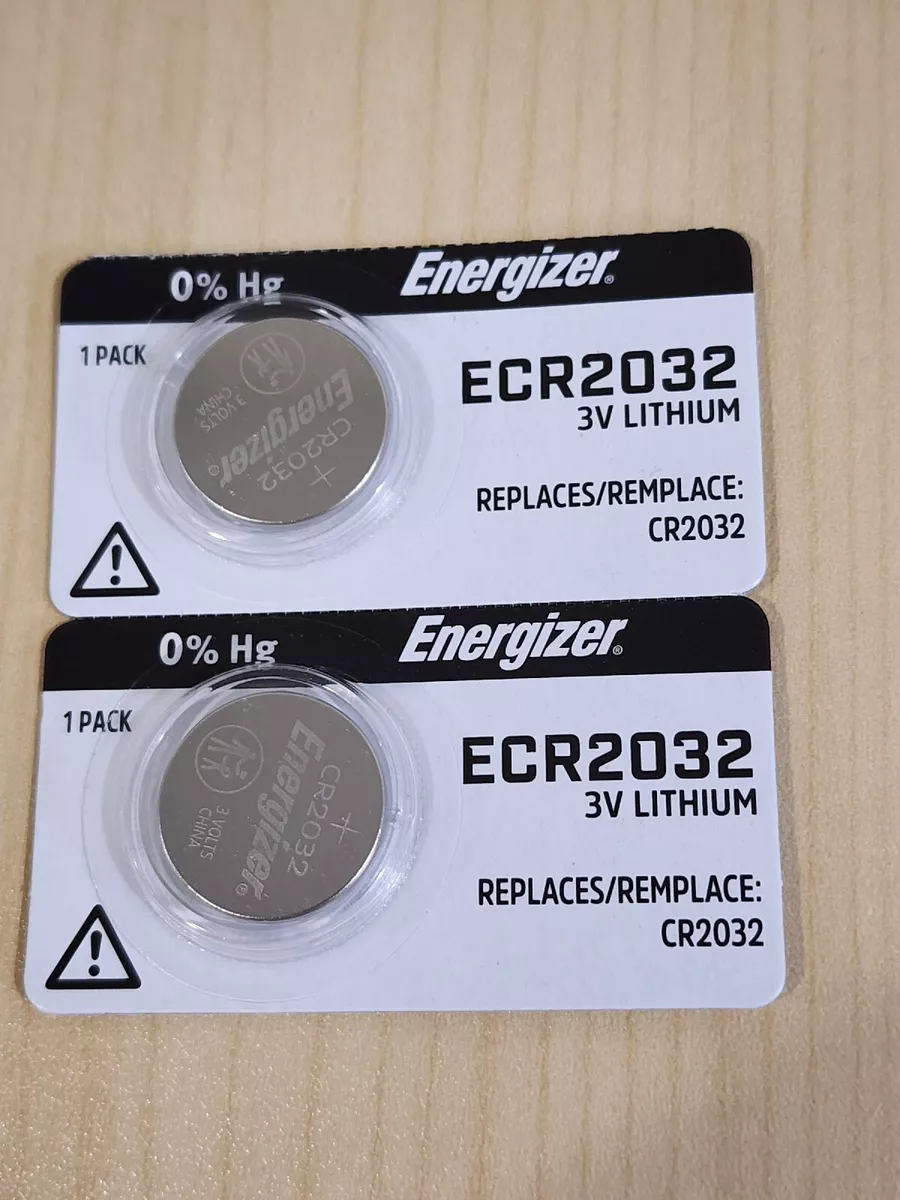 0% Hg
Energizer®
1 PACK
ECR2032
3V LITHIUM
REPLACES/REMPLACE:
CR2032
Energizer®
CR2032
3 VOLTS
CHINA
+
0% Hg
Energizer®
1 PACK
ECR2032
3V LITHIUM
REPLACES/REMPLACE:
CR2032
Energizer®
CR2032
3 VOLTS
CHINA
+